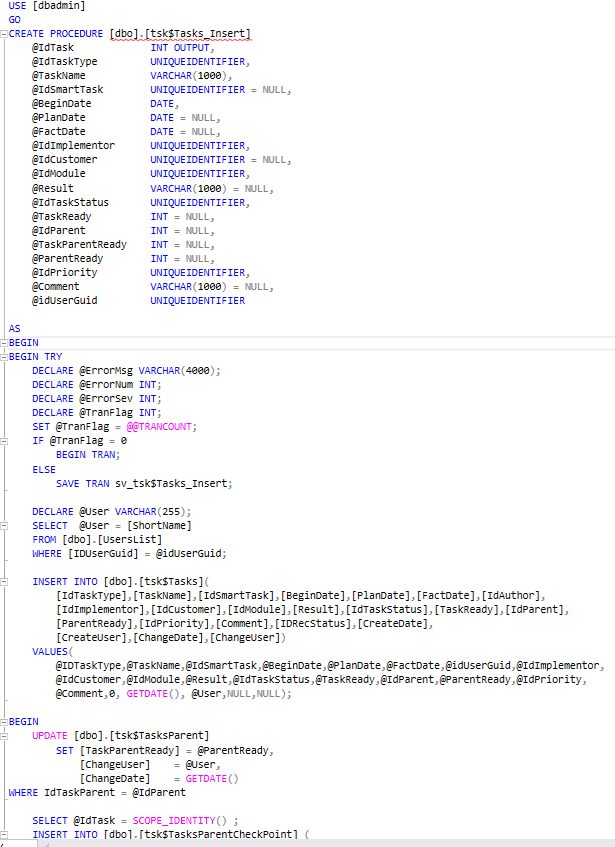 USE [dbadmin]
GO
CREATE PROCEDURE [dbo].[tsk$Tasks_Insert]
@IdTask INT OUTPUT,
@IdTaskType UNIQUEIDENTIFIER,
@TaskName VARCHAR(1000),
@IdSmartTask UNIQUEIDENTIFIER = NULL,
@BeginDate DATE,
@PlanDate DATE = NULL,
@FactDate DATE = NULL,
@IdImplementor UNIQUEIDENTIFIER,
@IdCustomer UNIQUEIDENTIFIER = NULL,
@IdModule UNIQUEIDENTIFIER,
@Result VARCHAR(1000) = NULL,
@IdTaskStatus UNIQUEIDENTIFIER,
@TaskReady INT = NULL,
@IdParent INT = NULL,
@TaskParentReady INT = NULL,
@ParentReady INT = NULL,
@IdPriority UNIQUEIDENTIFIER,
@Comment VARCHAR(1000) = NULL,
@idUserGuid UNIQUEIDENTIFIER
AS
BEGIN
BEGIN TRY
DECLARE @ErrorMsg VARCHAR(4000);
DECLARE @ErrorNum INT;
DECLARE @ErrorSev INT;
DECLARE @TranFlag INT;
SET @TranFlag = @@TRANCOUNT;
IF @TranFlag = 0
BEGIN TRAN;
ELSE
SAVE TRAN sv_tsk$Tasks_Insert;
DECLARE @User VARCHAR(255);
SELECT @User = [ShortName]
FROM [dbo].[UsersList]
WHERE [IDUserGuid] = @idUserGuid;
INSERT INTO [dbo].[tsk$Tasks](
[IdTaskType],[TaskName],[IdSmartTask],[BeginDate],[PlanDate],[FactDate],[IdAuthor],
[IdImplementor],[IdCustomer],[IdModule],[Result],[IdTaskStatus],[TaskReady],[IdParent],
[ParentReady],[IdPriority],[Comment],[IDRecStatus],[CreateDate],
[CreateUser],[ChangeDate],[ChangeUser])
VALUES(
@IDTaskType,@TaskName,@IdSmartTask,@BeginDate,@PlanDate,@FactDate,@idUserGuid,@IdImplementor,
@IdCustomer,@IdModule,@Result,@IdTaskStatus,@TaskReady,@IdParent,@ParentReady,@IdPriority,
@Comment,0, GETDATE(), @User,NULL,NULL);
BEGIN
UPDATE [dbo].[tsk$TasksParent]
SET [TaskParentReady] = @ParentReady,
[ChangeUser] = @User,
[ChangeDate] = GETDATE()
WHERE IdTaskParent = @IdParent
SELECT @IdTask = SCOPE_IDENTITY() ;
INSERT INTO [dbo].[tsk$TasksParentCheckPoint] (